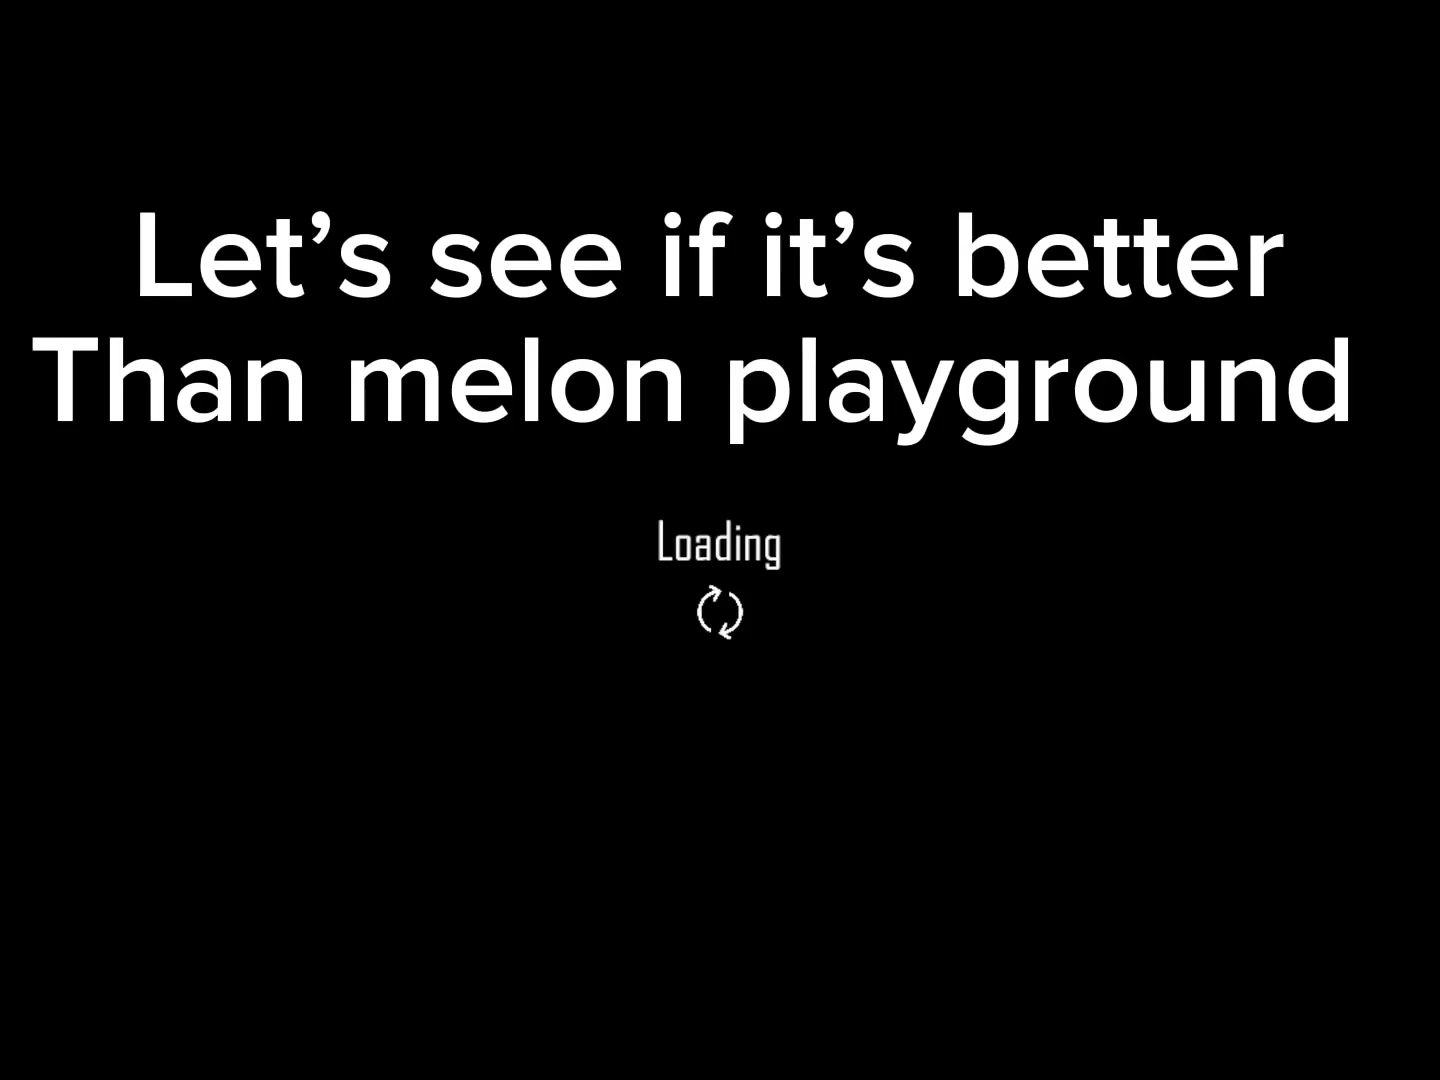 Let’s see if it’s better
Than melon playground
Loading